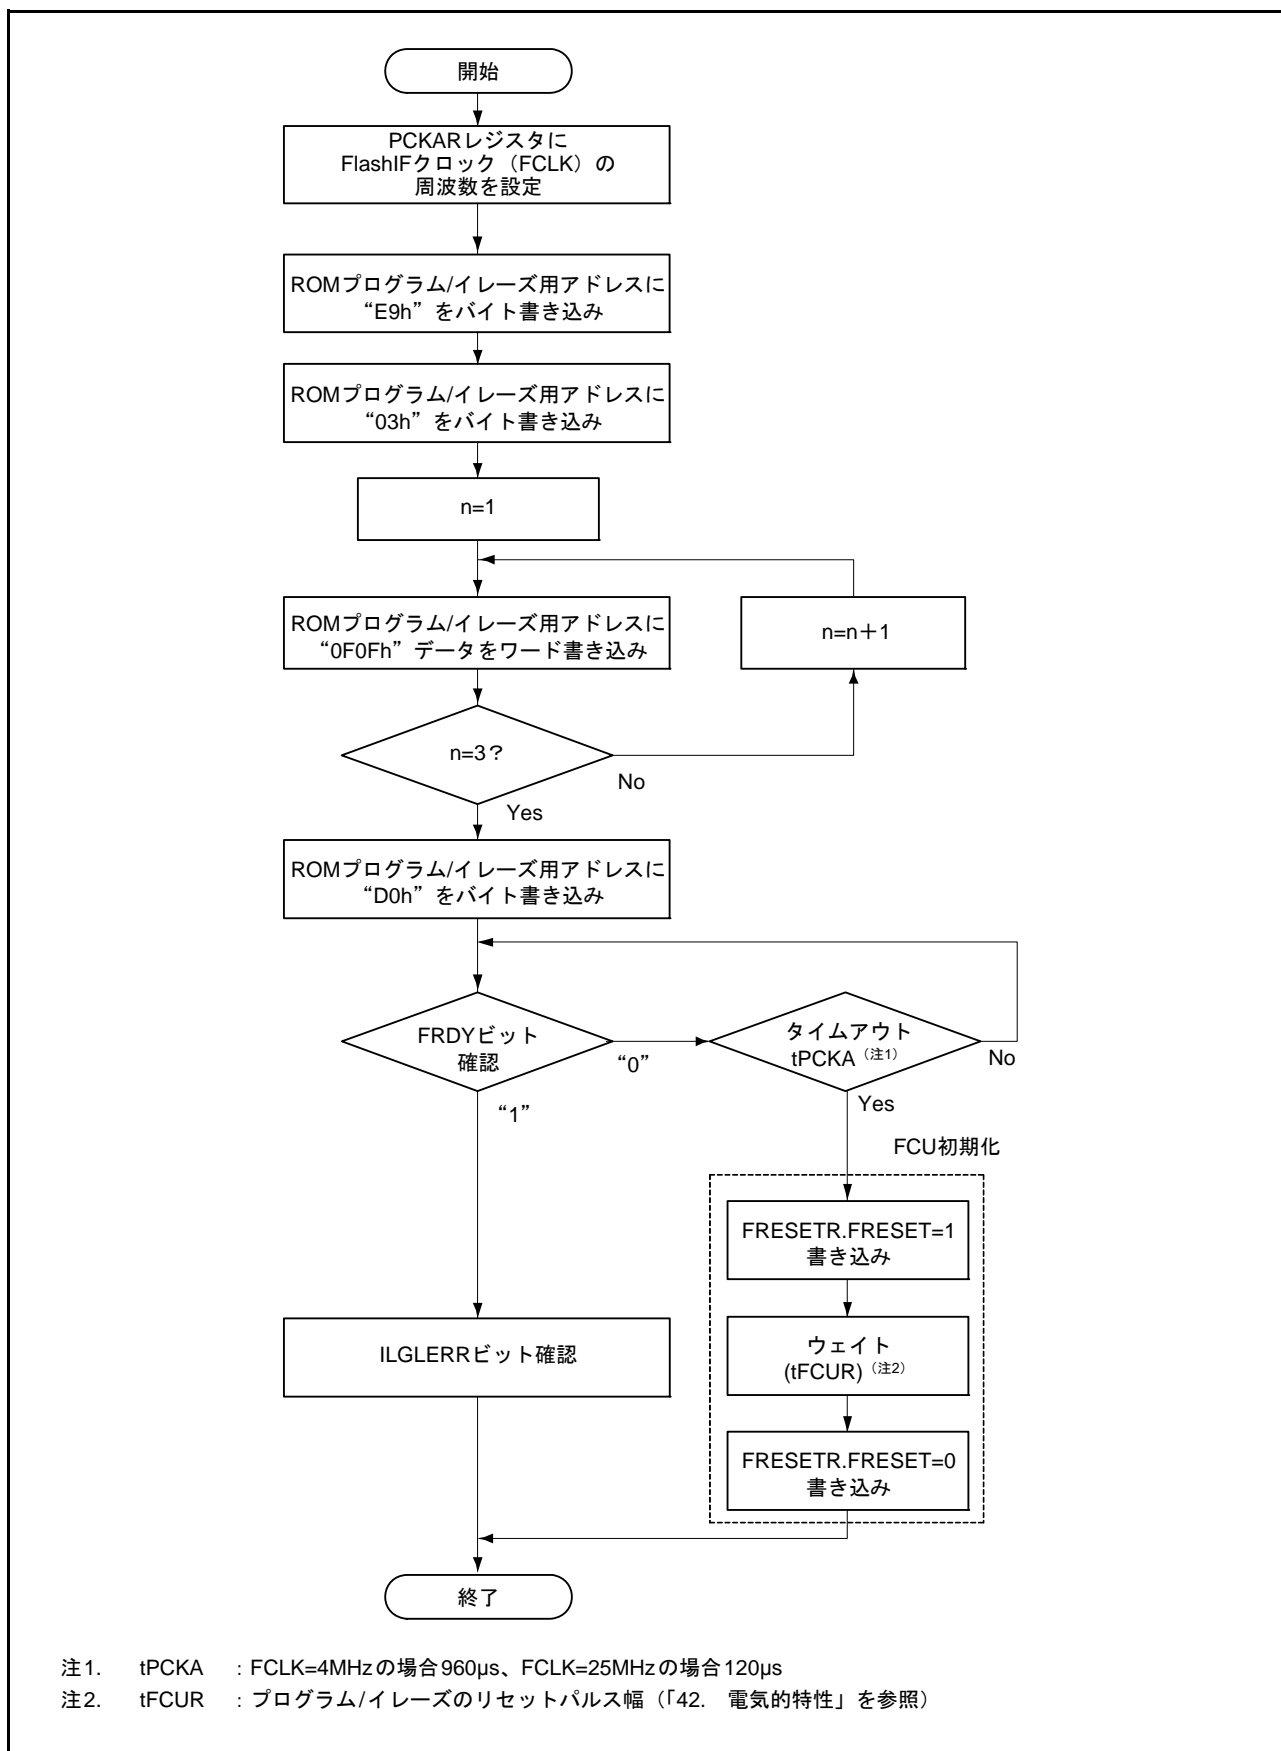 開始
PCKARレジスタに
FlashIFクロック（FCLK）の
周波数を設定
ROMプログラム/イレーズ用アドレスに
“E9h”をバイト書き込み
ROMプログラム/イレーズ用アドレスに
“03h”をバイト書き込み
n=1
ROMプログラム/イレーズ用アドレスに
“0F0Fh”データをワード書き込み
n=n＋1
n=3？
No
Yes
ROMプログラム/イレーズ用アドレスに
“D0h”をバイト書き込み
FRDYビット
確認
“0”
タイムアウト
tPCKA（注1）
No
“1”
Yes
FCU初期化
FRESETR.FRESET=1
書き込み
ILGLERRビット確認
ウェイト
(tFCUR)（注2）
FRESETR.FRESET=0
書き込み
終了
注1. tPCKA ：FCLK=4MHzの場合960µs、FCLK=25MHzの場合120µs
注2. tFCUR ：プログラム/イレーズのリセットパルス幅（「42. 電気的特性」を参照）